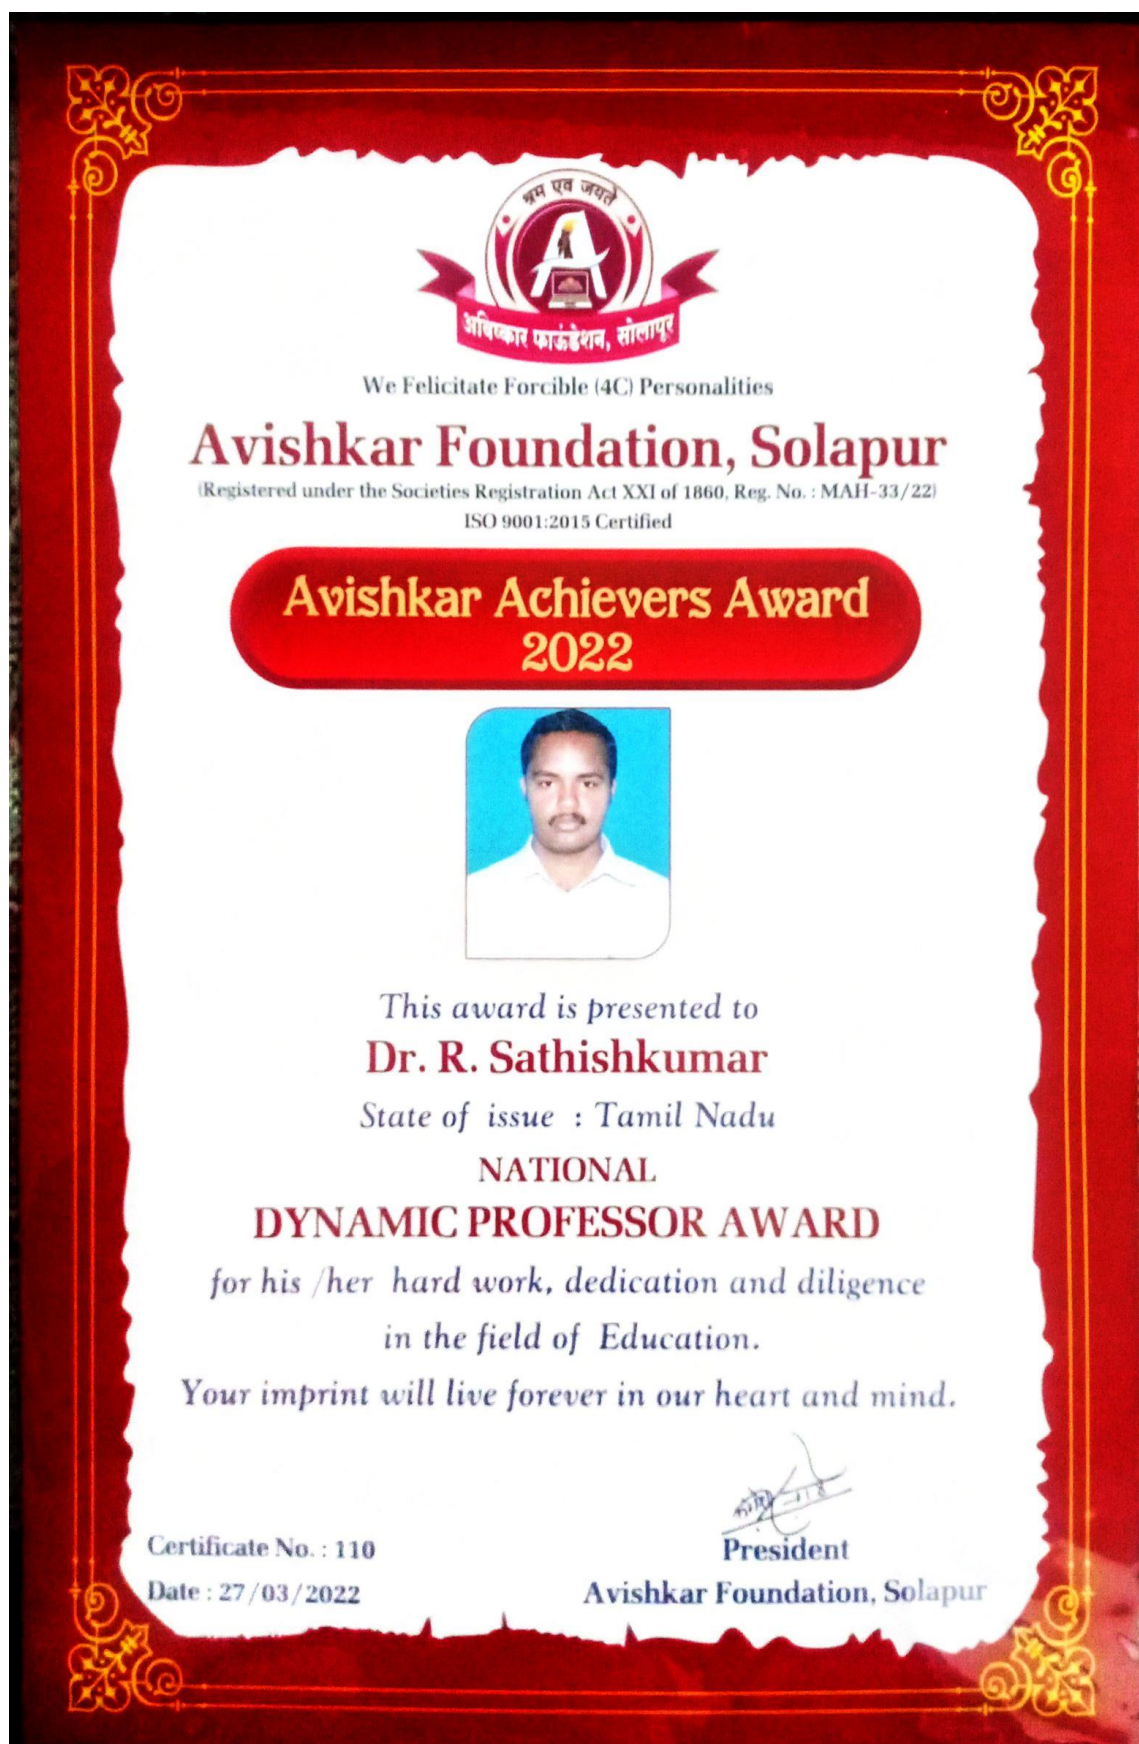 श्रम एव जयते
A
अविष्कार फाऊंडेशन, सोलापूर
We Felicitate Forcible (4C) Personalities
Avishkar Foundation, Solapur
(Registered under the Societies Registration Act XXI of 1860, Reg. No. : MAH-33/22)
ISO 9001:2015 Certified
Avishkar Achievers Award
2022
This award is presented to
Dr. R. Sathishkumar
State of issue : Tamil Nadu
NATIONAL
DYNAMIC PROFESSOR AWARD
for his /her hard work, dedication and diligence
in the field of Education.
Your imprint will live forever in our heart and mind.
Certificate No. : 110
President
Date : 27/03/2022
Avishkar Foundation, Solapur